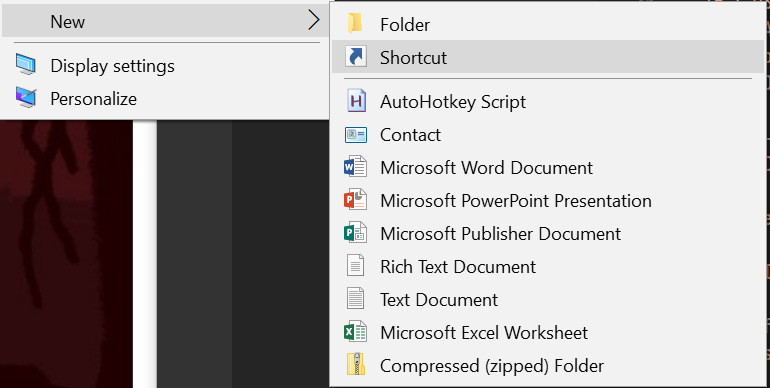 New
Display settings
Personalize
Folder
Shortcut
AutoHotkey Script
Contact
Microsoft Word Document
Microsoft PowerPoint Presentation
Microsoft Publisher Document
Rich Text Document
Text Document
Microsoft Excel Worksheet
Compressed (zipped) Folder